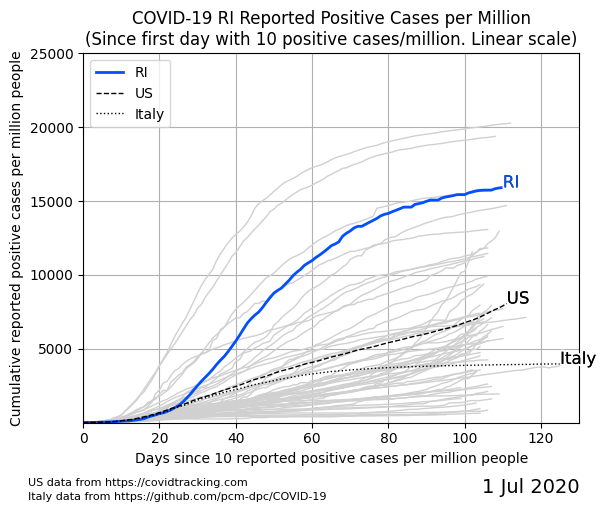 COVID-19 RI Reported Positive Cases per Million
(Since first day with 10 positive cases/million. Linear scale)
Cumulative reported positive cases per million people
25000
20000
15000
10000
5000
RI
US
Italy
RI
US
Italy
0
20
40
60
80
100
120
Days since 10 reported positive cases per million people
US data from https://covidtracking.com
Italy data from https://github.com/pcm-dpc/COVID-19
1 Jul 2020